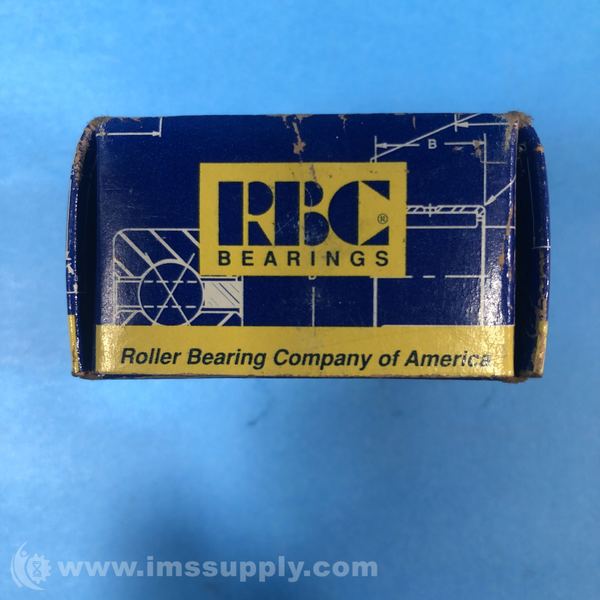 B
RBC®
BEARINGS
Roller Bearing Company of America
www.imssupply.com